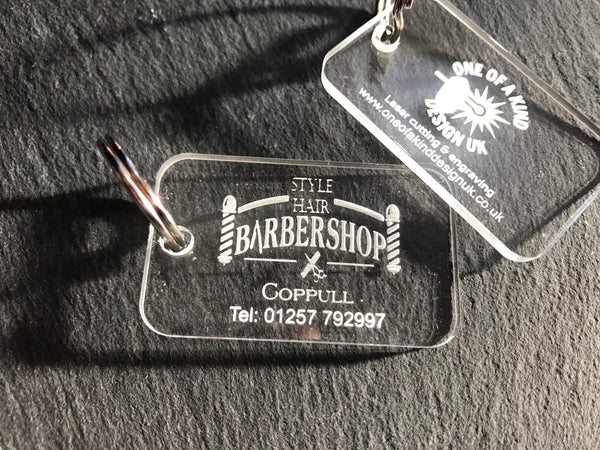 STYLE
HAIR
BARBERSHOP
COPPULL
Tel: 01257 792997
ONE OF A KIND
DESIGN UK
Laser cutting & engraving
www.oneofakinddesignuk.co.uk